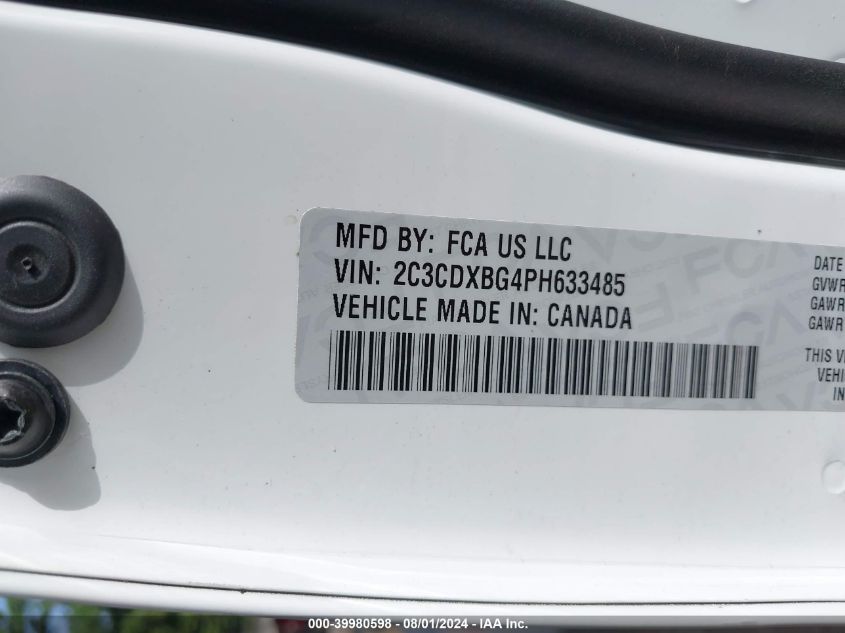 MFD BY: FCA US LLC
VIN: 2C3CDXBG4PH633485
VEHICLE MADE IN: CANADA
DATE
GVWR
GAWR
GAWR
THIS
IN
000-39980598 - 08/01/2024 - IAA Inc.